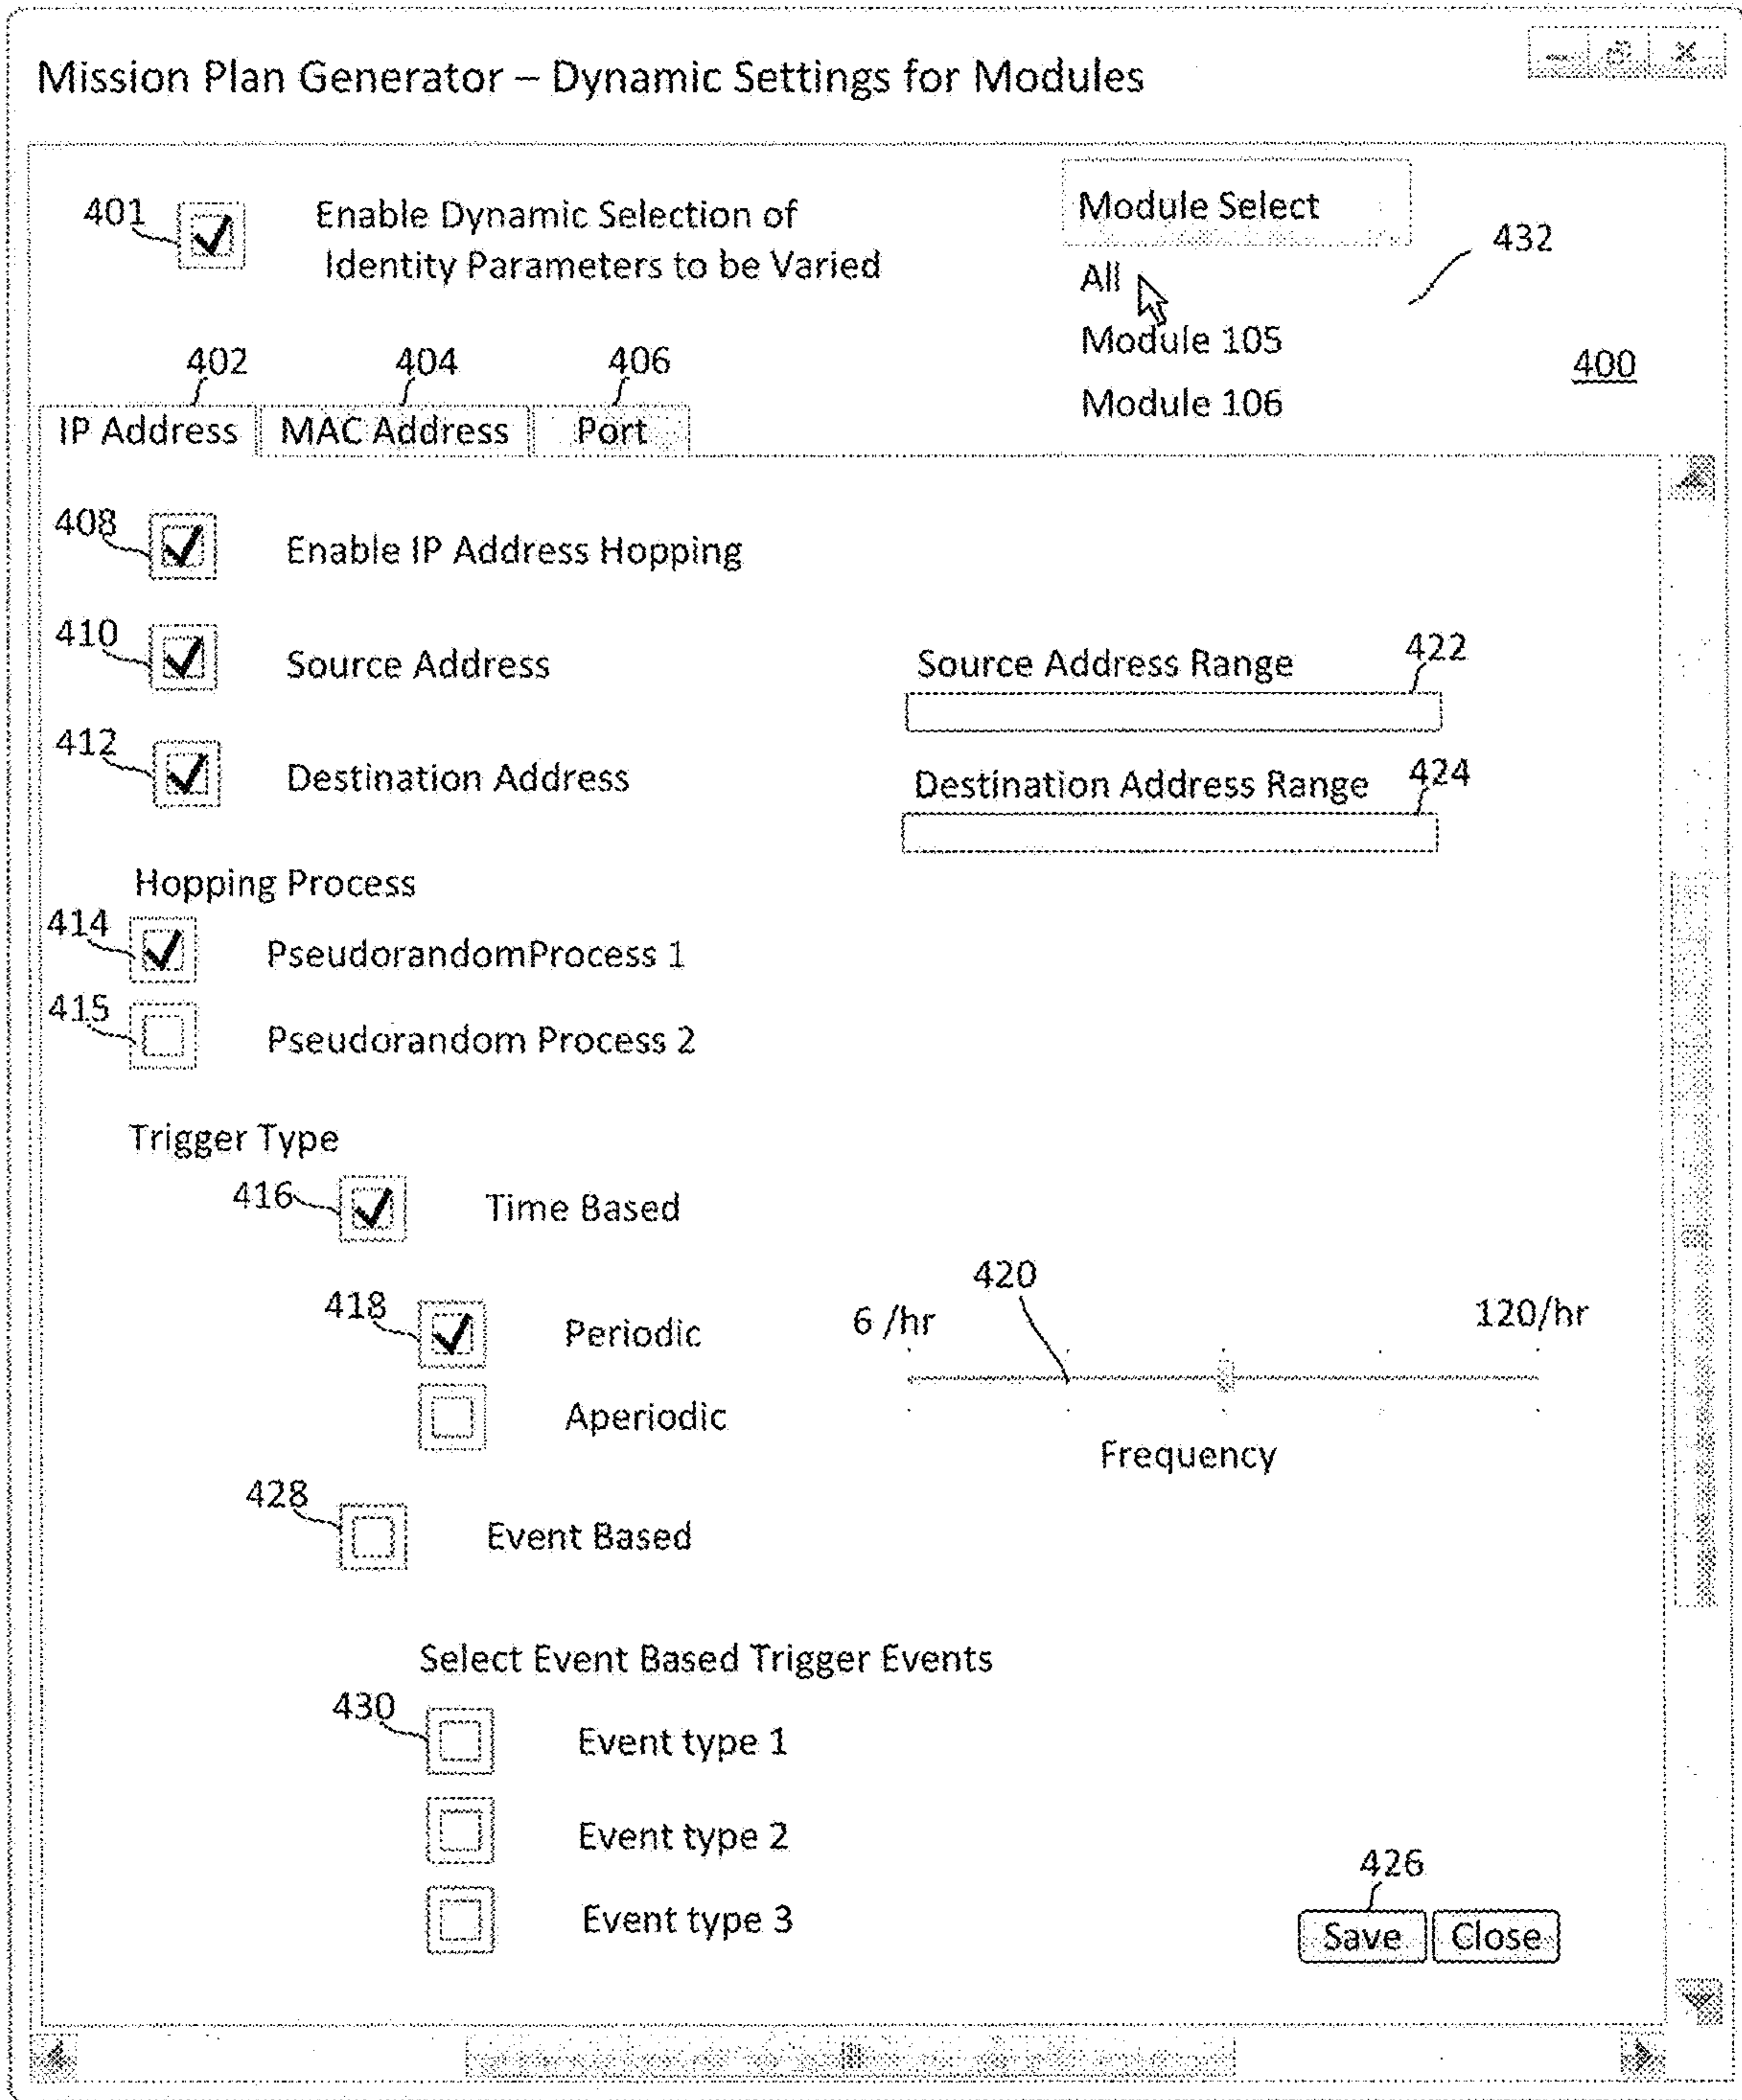 Mission Plan Generator – Dynamic Settings for Modules
401
Enable Dynamic Selection of
Identity Parameters to be Varied
Module Select
All
Module 105
Module 106
432
400
402
404
406
IP Address
MAC Address
Port
408
Enable IP Address Hopping
410
Source Address
Source Address Range
422
412
Destination Address
Destination Address Range
424
Hopping Process
414
PseudorandomProcess 1
415
Pseudorandom Process 2
Trigger Type
416
Time Based
418
Periodic
Aperiodic
420
6 /hr
120/hr
Frequency
428
Event Based
Select Event Based Trigger Events
430
Event type 1
Event type 2
Event type 3
426
Save
Close